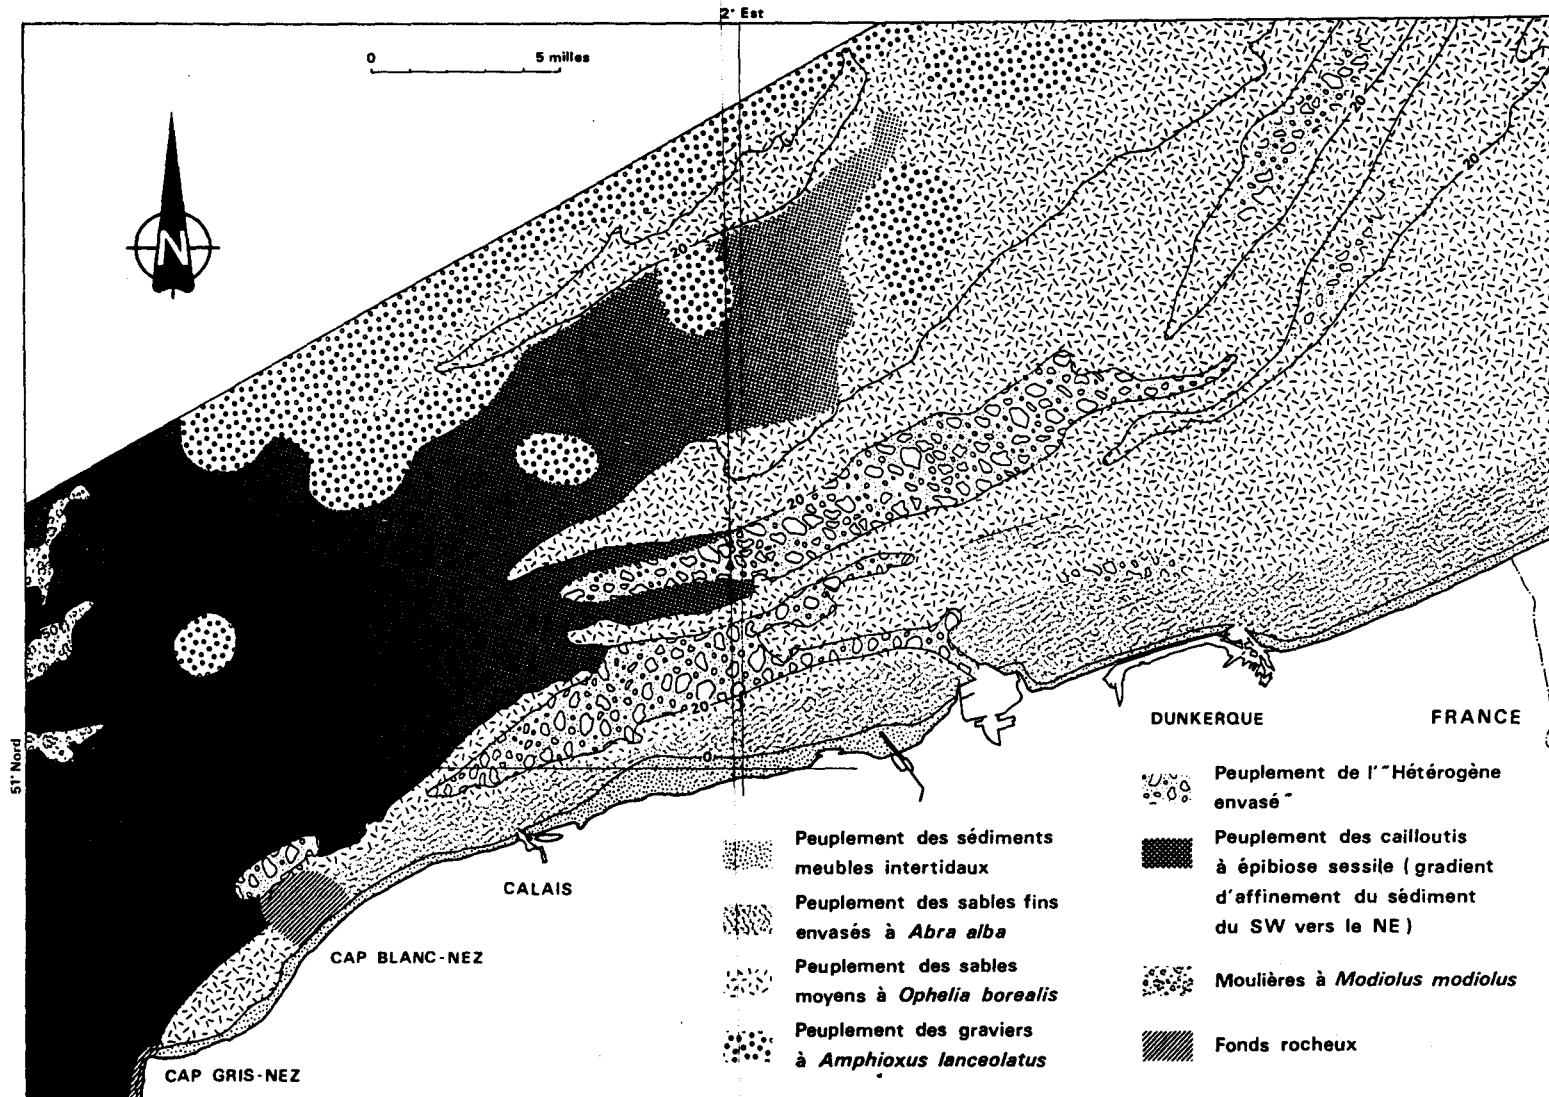 2° Est
0 5 milles
N
20
20
20
20
20
20
0
51° Nord
DUNKERQUE
FRANCE
CALAIS
CAP BLANC-NEZ
CAP GRIS-NEZ
Peuplement des sédiments
meubles intertidaux
Peuplement des sables fins
envasés à Abra alba
Peuplement des sables
moyens à Ophelia borealis
Peuplement des graviers
à Amphioxus lanceolatus
Peuplement de l'"Hétérogène
envasé"
Peuplement des cailloutis
à épibiose sessile (gradient
d'affinement du sédiment
du SW vers le NE)
Moulières à Modiolus modiolus
Fonds rocheux